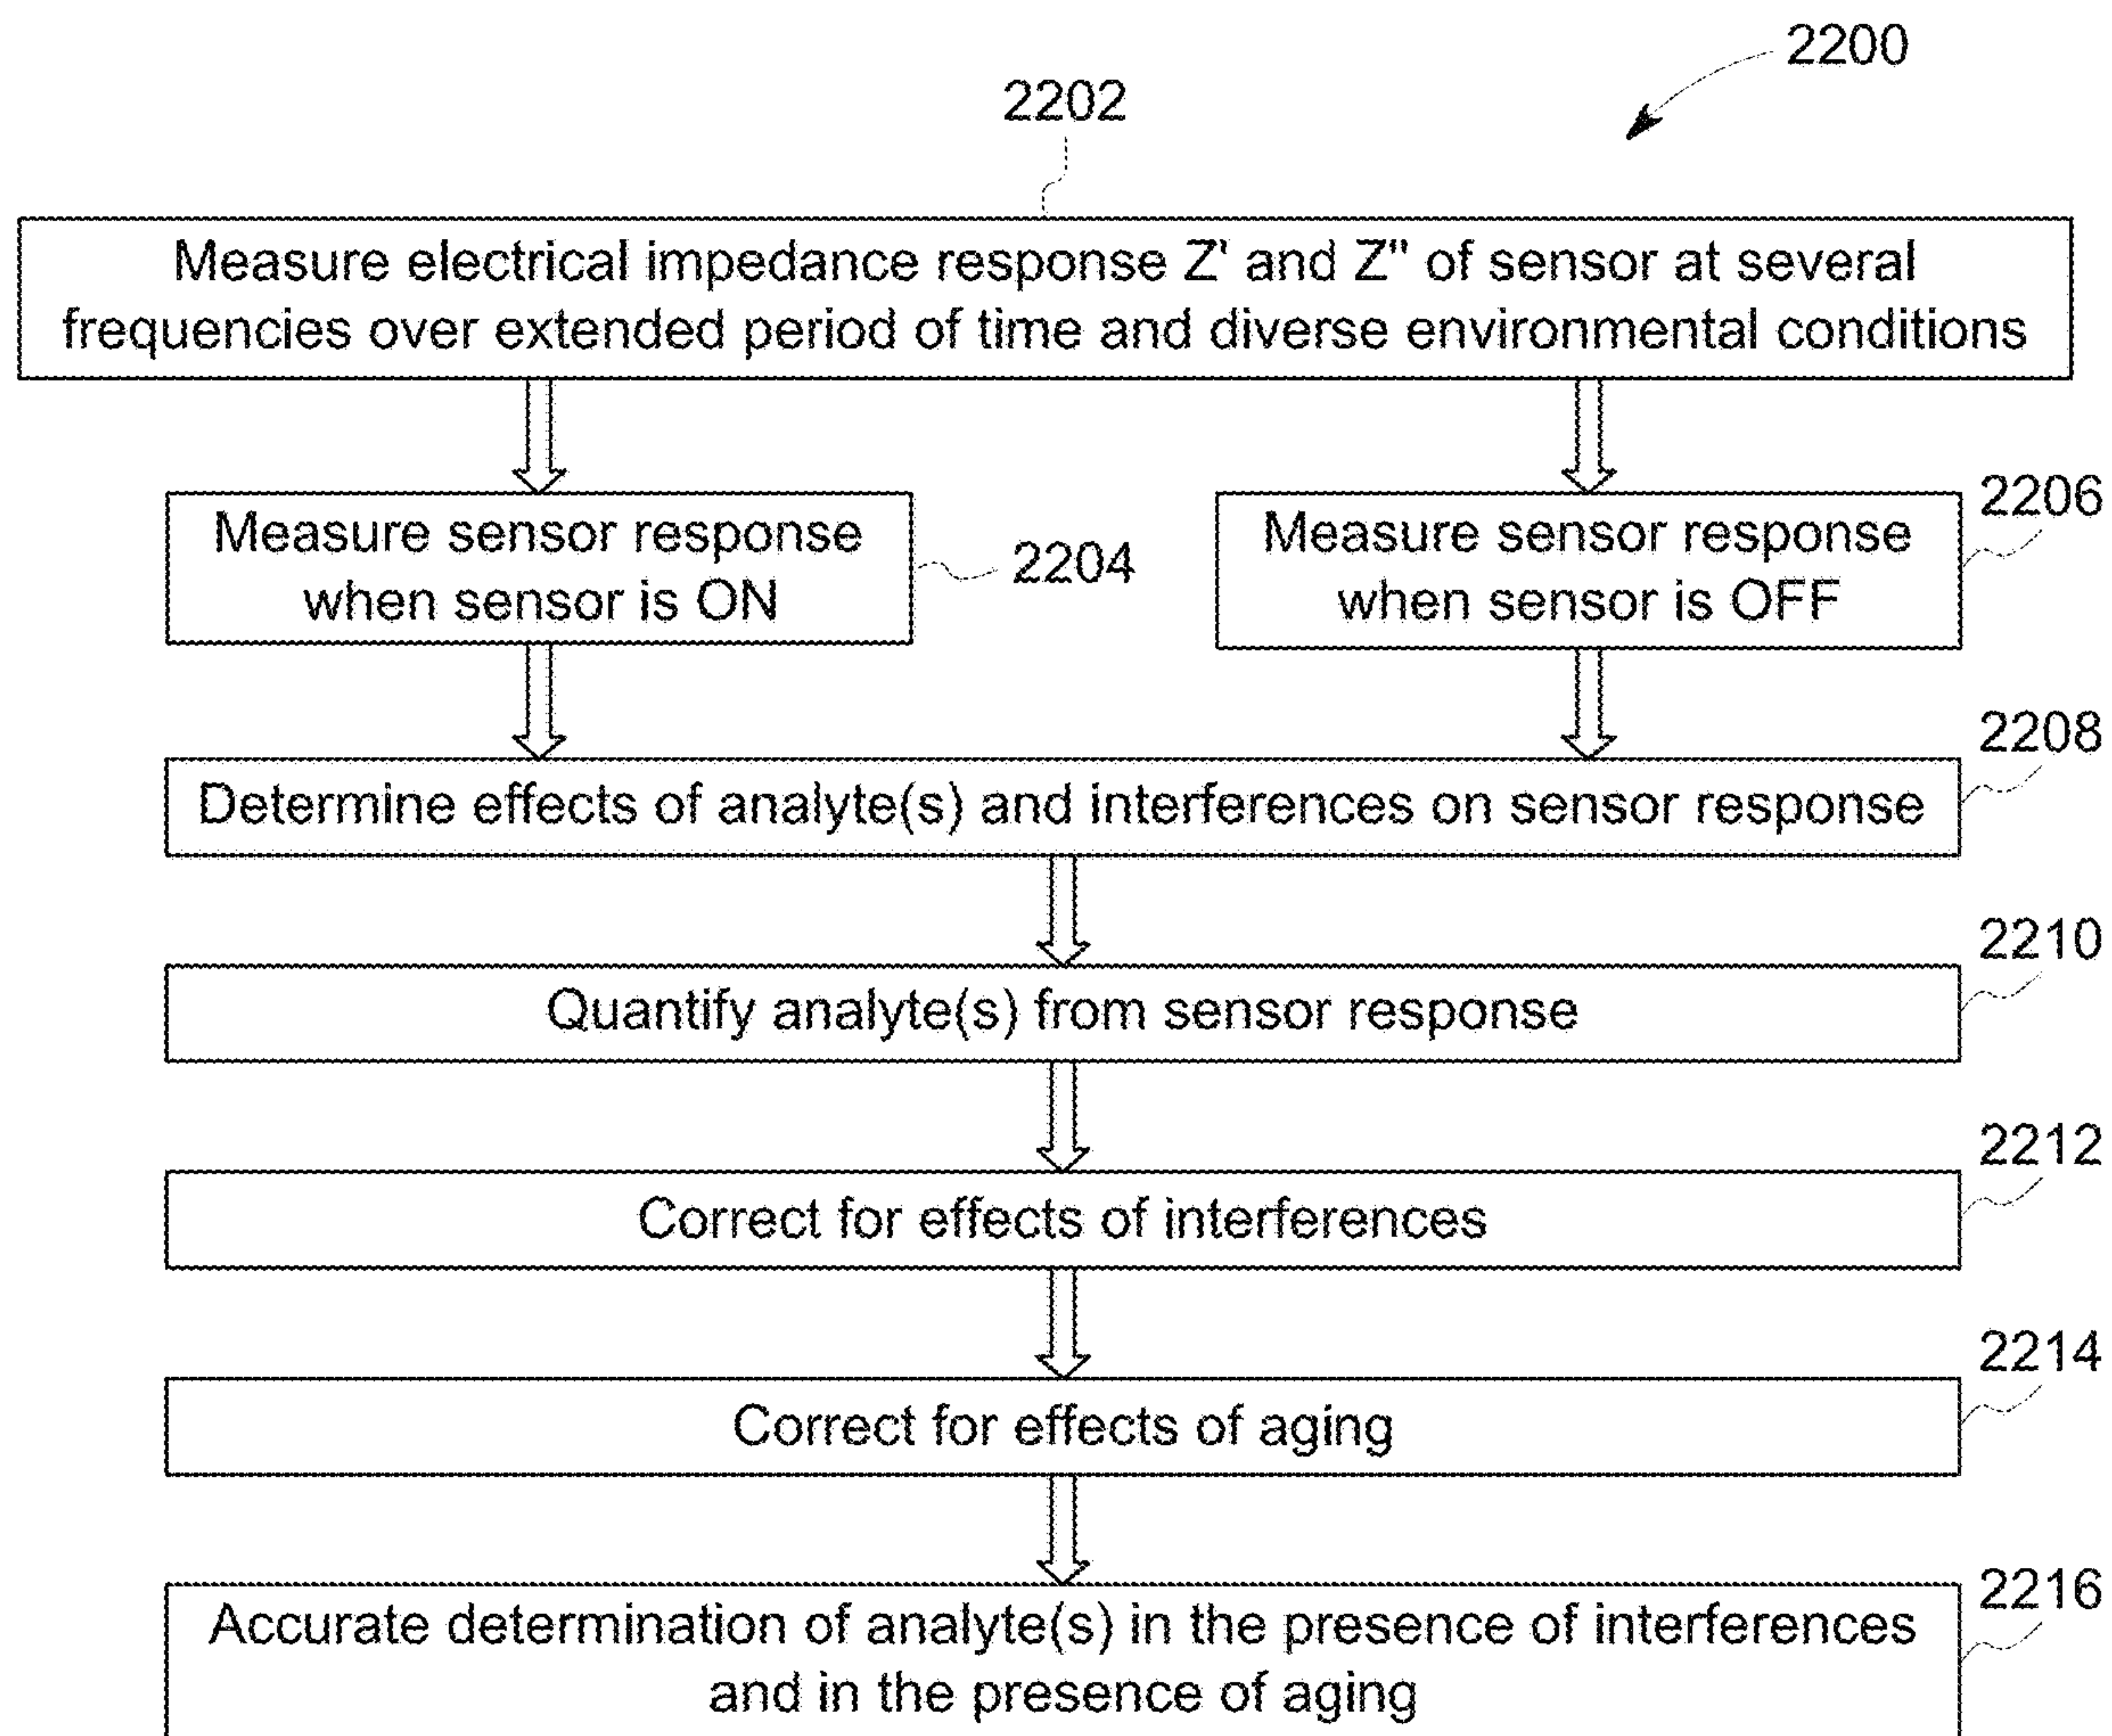 2200
2202
Measure electrical impedance response Z' and Z" of sensor at several
frequencies over extended period of time and diverse environmental conditions
Measure sensor response
when sensor is ON
2204
Measure sensor response
when sensor is OFF
2206
2208
Determine effects of analyte(s) and interferences on sensor response
2210
Quantify analyte(s) from sensor response
2212
Correct for effects of interferences
2214
Correct for effects of aging
2216
Accurate determination of analyte(s) in the presence of interferences
and in the presence of aging